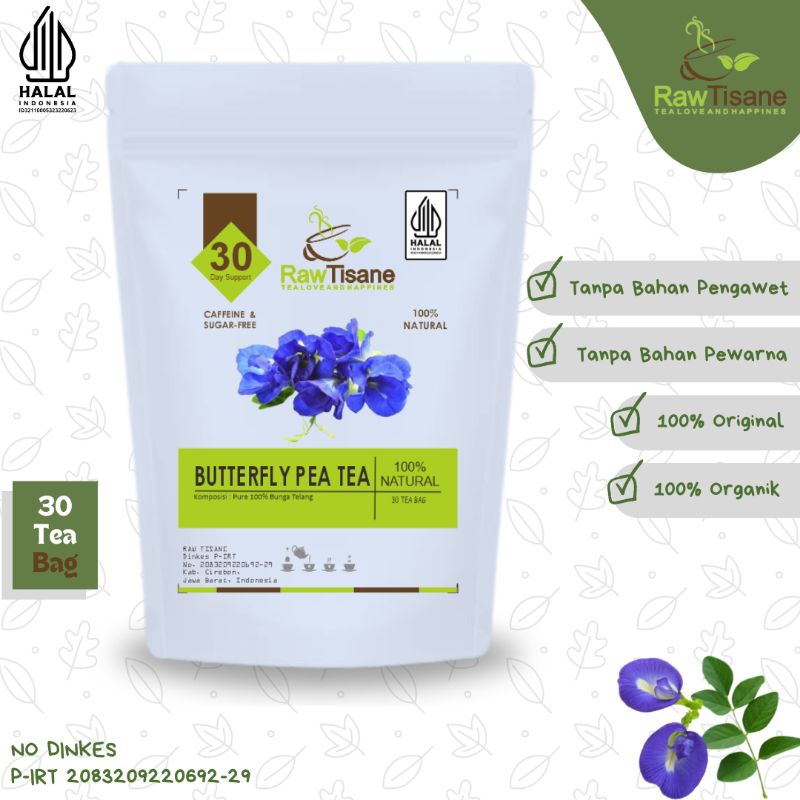 HALAL
INDONESIA
ID32110005323220623
RawTisane
TEALOVEANDHAPPINES
30
Day Support
RawTisane
TEALOVEANDHAPPINES
HALAL
INDONESIA
CAFFEINE &
SUGAR-FREE
100%
NATURAL
BUTTERFLY PEA TEA
Komposisi : Pure 100% Bunga Telang
100%
NATURAL
30 TEA BAG
RAW TISANE
Dinkes P-IRT
No. 2083209220692-29
Kab. Cirebon,
Jawa Barat, Indonesia
Tanpa Bahan Pengawet
Tanpa Bahan Pewarna
100% Original
100% Organik
30
Tea
Bag
NO DINKES
P-IRT 2083209220692-29